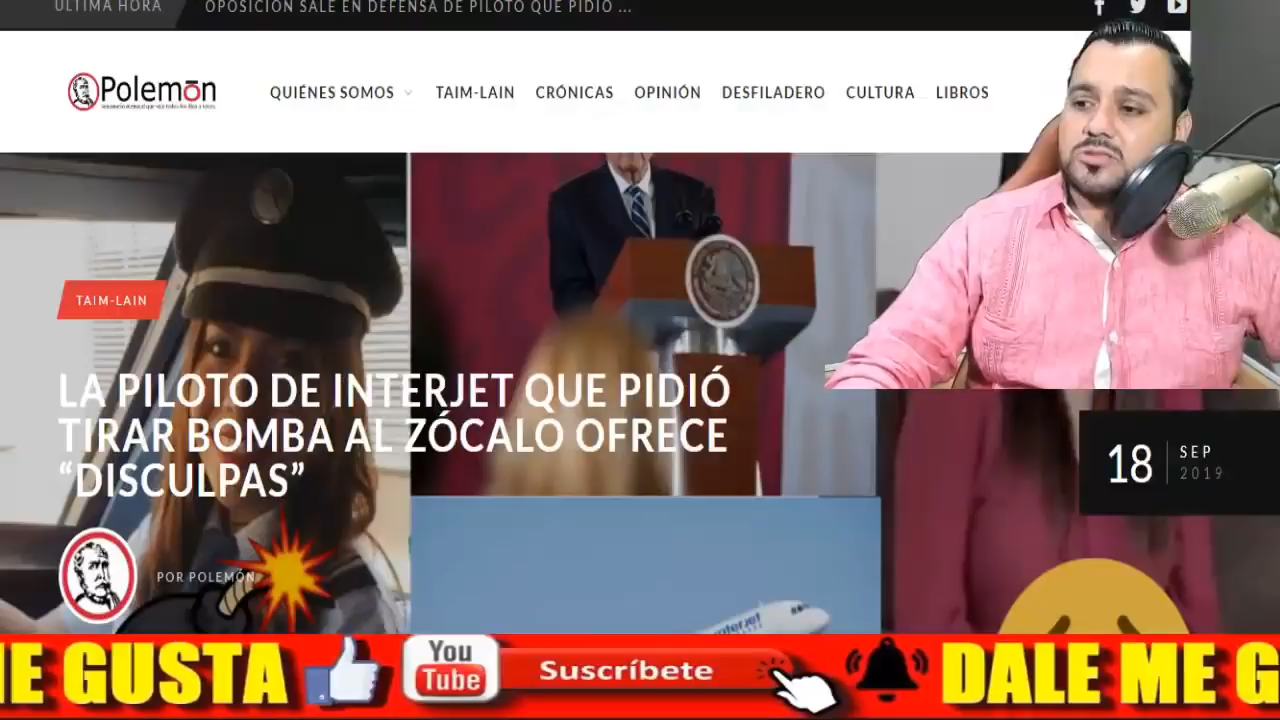 ÚLTIMA HORA
OPOSICIÓN SALE EN DEFENSA DE PILOTO QUE PIDIÓ ...
Polemōn
QUIÉNES SOMOS
TAIM-LAIN
CRÓNICAS
OPINIÓN
DESFILADERO
CULTURA
LIBROS
TAIM-LAIN
LA PILOTO DE INTERJET QUE PIDIÓ
TIRAR BOMBA AL ZÓCALO OFRECE
“DISCULPAS”
18
SEP
2019
POR POLEMÓN
interjet
ME GUSTA
You
Tube
Suscríbete
DALE ME G